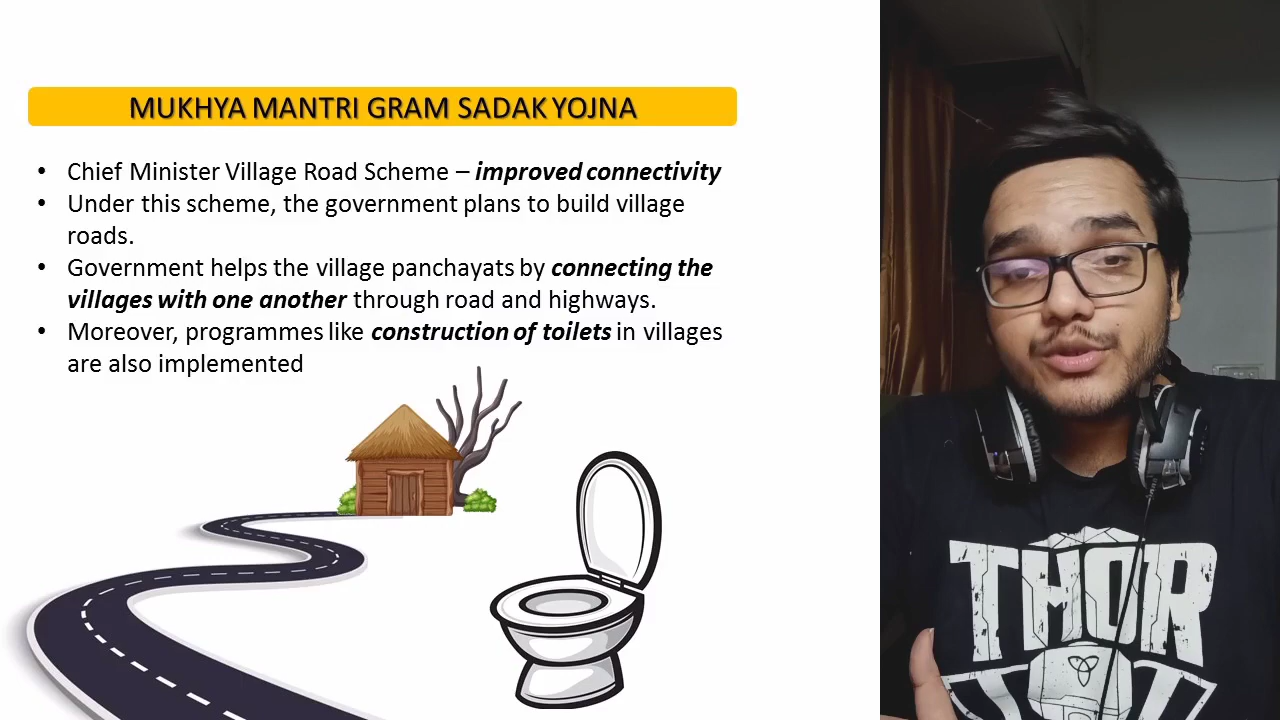 MUKHYA MANTRI GRAM SADAK YOJNA
• Chief Minister Village Road Scheme – improved connectivity
• Under this scheme, the government plans to build village
roads.
• Government helps the village panchayats by connecting the
villages with one another through road and highways.
• Moreover, programmes like construction of toilets in villages
are also implemented
THOR